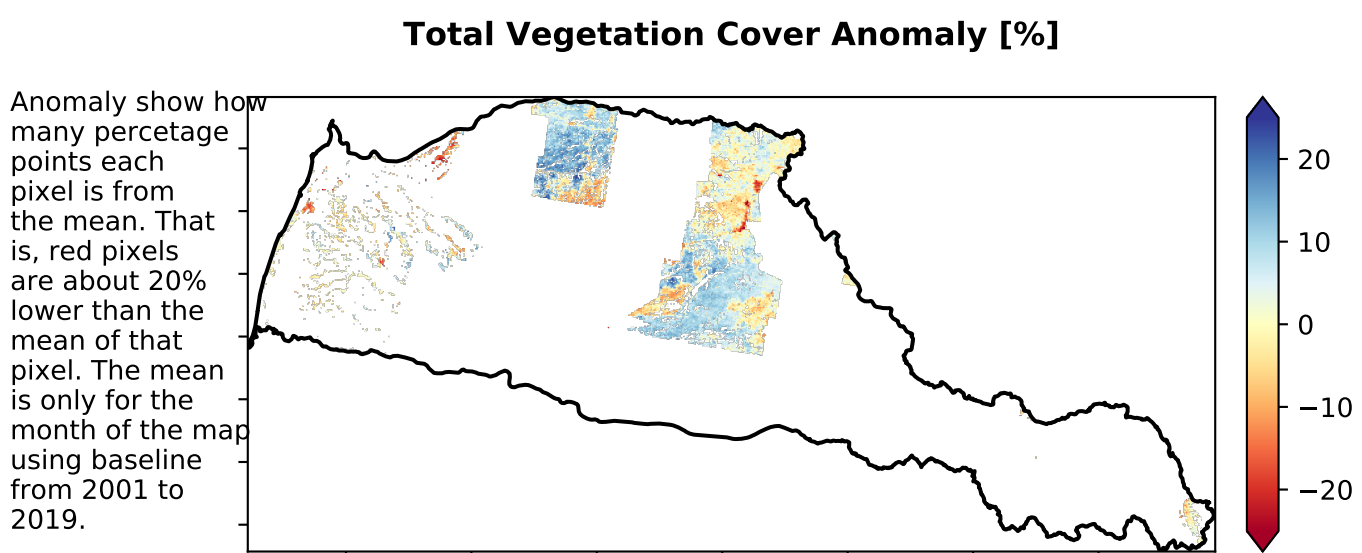 Total Vegetation Cover Anomaly [%]
Anomaly show how
many percetage
points each
pixel is from
the mean. That
is, red pixels
are about 20%
lower than the
mean of that
pixel. The mean
is only for the
month of the map
using baseline
from 2001 to
2019.
20
10
0
−10
−20